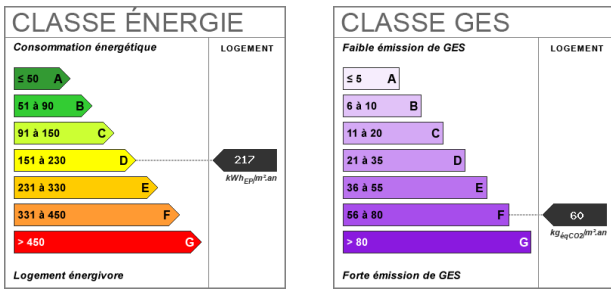 CLASSE ÉNERGIE
Consommation énergétique
LOGEMENT
≤ 50 A
51 à 90 B
91 à 150 C
151 à 230 D
217
kWhEP/m².an
231 à 330 E
331 à 450 F
> 450 G
Logement énergivore
CLASSE GES
Faible émission de GES
LOGEMENT
≤ 5 A
6 à 10 B
11 à 20 C
21 à 35 D
36 à 55 E
56 à 80 F
60
kgéqCO2/m².an
> 80 G
Forte émission de GES